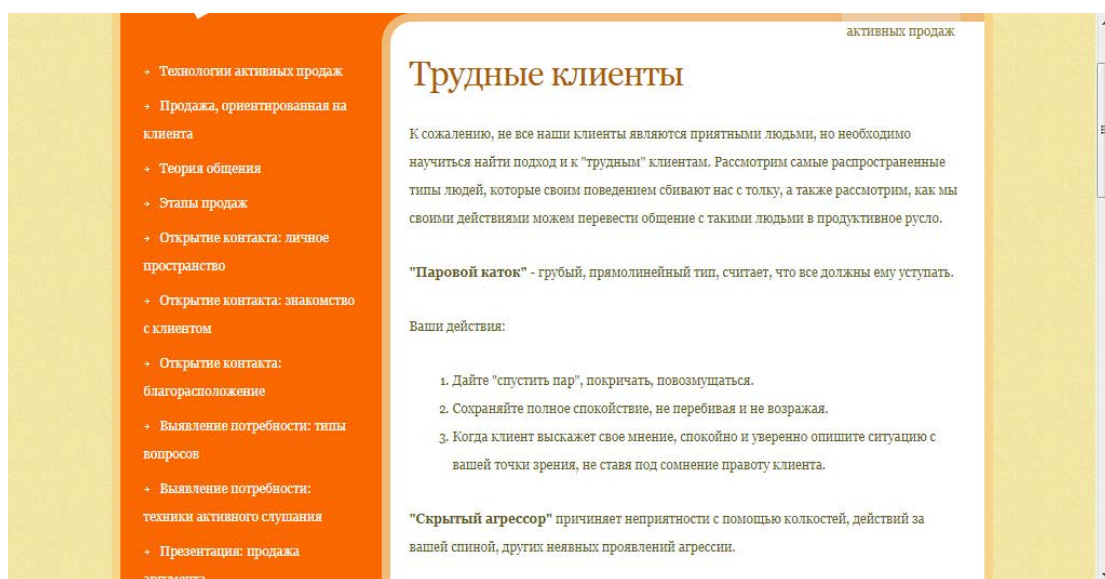 Технологии активных продаж
Продажа, ориентированная на
клиента
Теория общения
Этапы продаж
Открытие контакта: личное
пространство
Открытие контакта: знакомство
с клиентом
Открытие контакта:
благорасположение
Выявление потребности: типы
вопросов
Выявление потребности:
техники активного слушания
Презентация: продажа
активных продаж
Трудные клиенты
К сожалению, не все наши клиенты являются приятными людьми, но необходимо
научиться найти подход и к "трудным" клиентам. Рассмотрим самые распространенные
типы людей, которые своим поведением сбивают нас с толку, а также рассмотрим, как мы
своими действиями можем перевести общение с такими людьми в продуктивное русло.
"Паровой каток" - грубый, прямолинейный тип, считает, что все должны ему уступать.
Ваши действия:
1. Дайте "спустить пар", покричать, повозмущаться.
2. Сохраняйте полное спокойствие, не перебивая и не возражая.
3. Когда клиент выскажет свое мнение, спокойно и уверенно опишите ситуацию с
вашей точки зрения, не ставя под сомнение правоту клиента.
"Скрытый агрессор" причиняет неприятности с помощью колкостей, действий за
вашей спиной, других неявных проявлений агрессии.